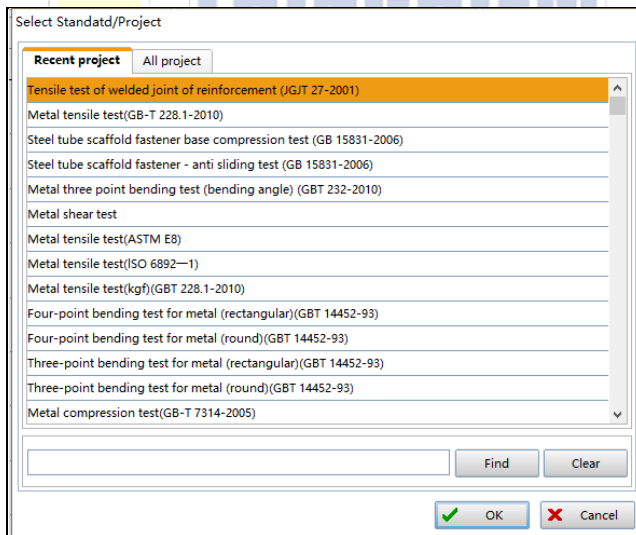 Select Standatd/Project
Recent project
All project
Tensile test of welded joint of reinforcement (JGJT 27-2001)
Metal tensile test(GB-T 228.1-2010)
Steel tube scaffold fastener base compression test (GB 15831-2006)
Steel tube scaffold fastener - anti sliding test (GB 15831-2006)
Metal three point bending test (bending angle) (GBT 232-2010)
Metal shear test
Metal tensile test(ASTM E8)
Metal tensile test(ISO 6892—1)
Metal tensile test(kgf)(GBT 228.1-2010)
Four-point bending test for metal (rectangular)(GBT 14452-93)
Four-point bending test for metal (round)(GBT 14452-93)
Three-point bending test for metal (rectangular)(GBT 14452-93)
Three-point bending test for metal (round)(GBT 14452-93)
Metal compression test(GB-T 7314-2005)
Find
Clear
OK
Cancel